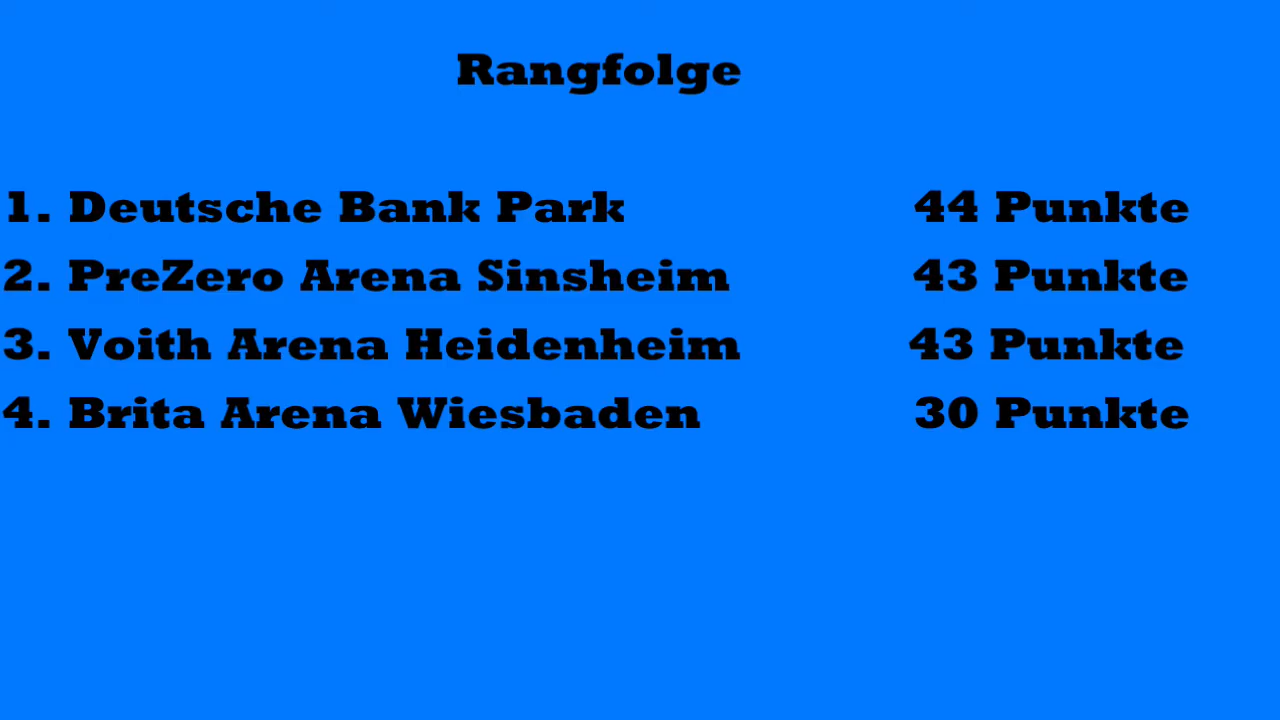 Rangfolge
1. Deutsche Bank Park 44 Punkte
2. PreZero Arena Sinsheim 43 Punkte
3. Voith Arena Heidenheim 43 Punkte
4. Brita Arena Wiesbaden 30 Punkte